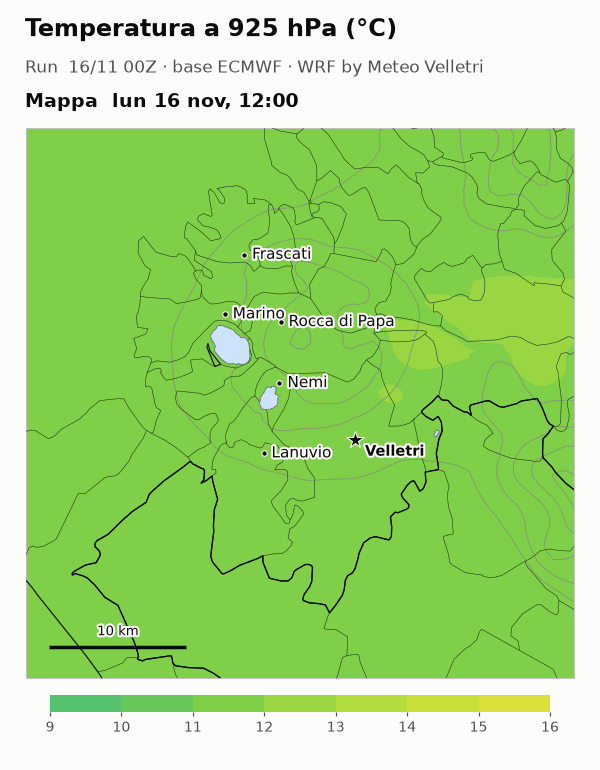 Temperatura a 925 hPa (°C)
Run  16/11 00Z · base ECMWF · WRF by Meteo Velletri
Mappa  lun 16 nov, 12:00
Frascati
Marino
Rocca di Papa
Nemi
Velletri
Lanuvio
10 km
9 10 11 12 13 14 15 16